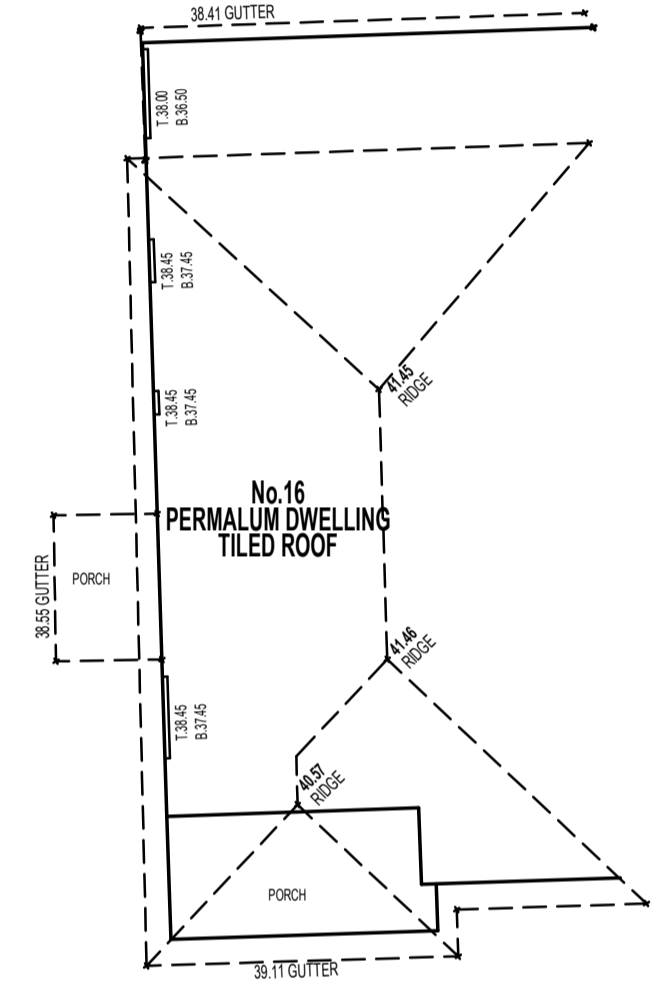 38.41 GUTTER
T.38.00
B.36.50
T.38.45
B.37.45
41.45
RIDGE
T.38.45
B.37.45
No.16
PERMALUM DWELLING
TILED ROOF
38.55 GUTTER
PORCH
41.46
RIDGE
T.38.45
B.37.45
40.57
RIDGE
PORCH
39.11 GUTTER